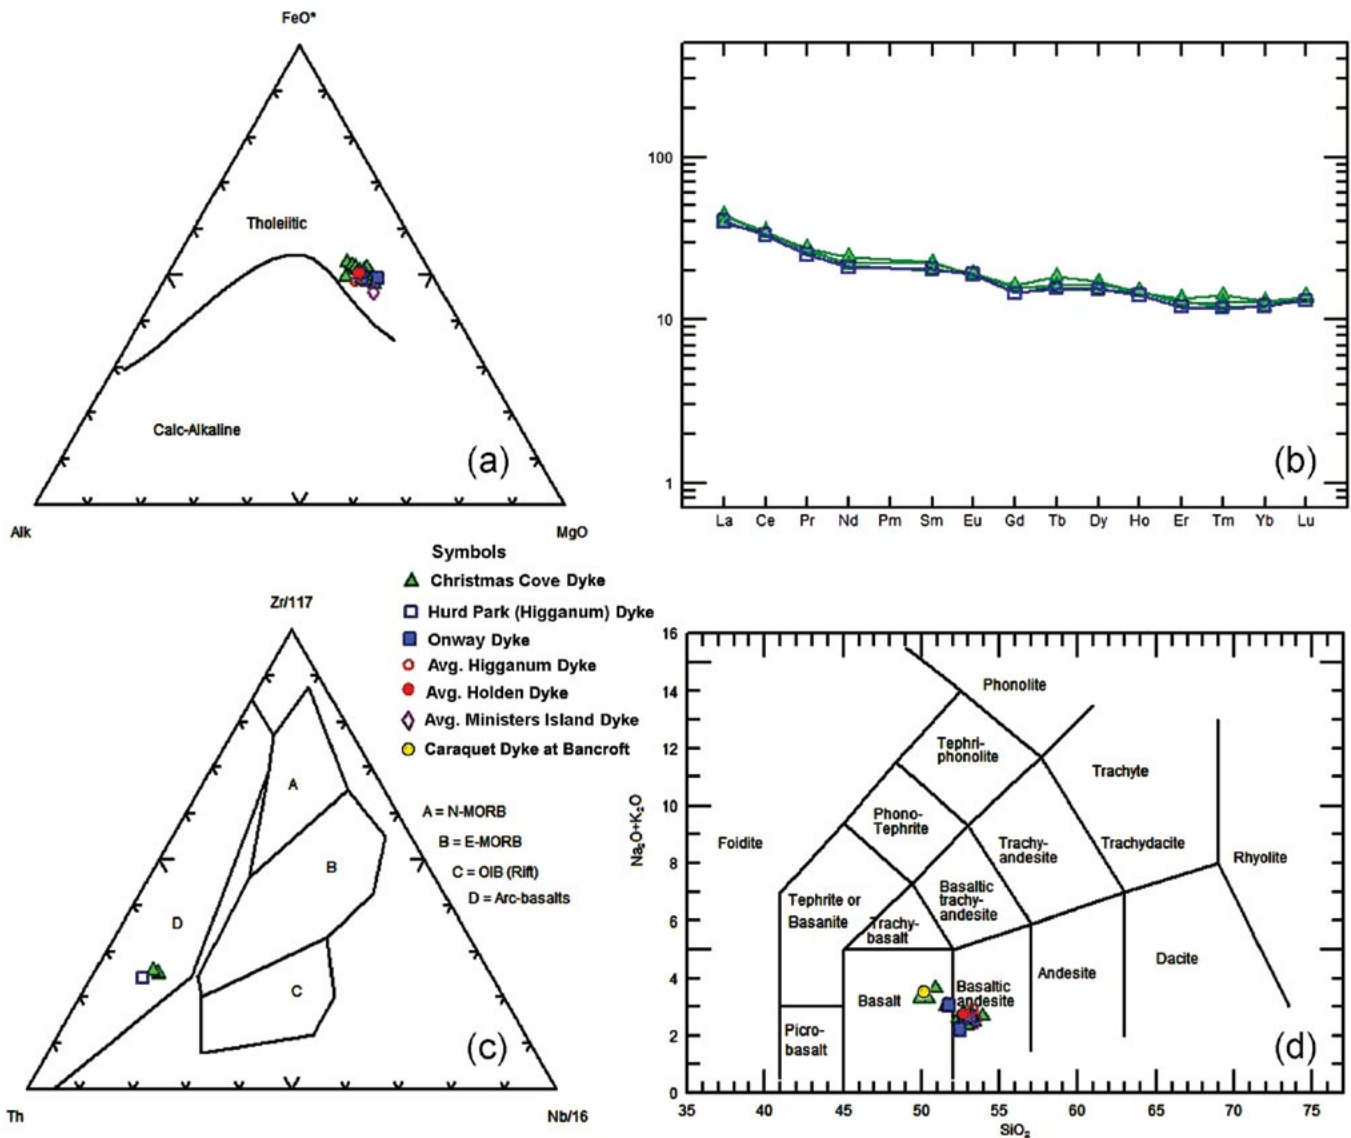 FeO*
Tholeiitic
Calc-Alkaline
(a)
Alk
MgO
100
10
1
(b)
La Ce Pr Nd Pm Sm Eu Gd Tb Dy Ho Er Tm Yb Lu
Symbols
Christmas Cove Dyke
Hurd Park (Higganum) Dyke
Onway Dyke
Avg. Higganum Dyke
Avg. Holden Dyke
Avg. Ministers Island Dyke
Caraquet Dyke at Bancroft
Zr/117
A
B
C
D
A = N-MORB
B = E-MORB
C = OIB (Rift)
D = Arc-basalts
(c)
Th
Nb/16
16
14
12
10
8
6
4
2
0
Na₂O+K₂O
Phonolite
Tephri-
phonolite
Trachyte
Phono-
Tephrite
Foidite
Trachy-
andesite
Trachydacite
Rhyolite
Tephrite or
Basanite
Basaltic
trachy-
andesite
Trachy-
basalt
Andesite
Dacite
Basalt
Basaltic
andesite
Picro-
basalt
(d)
35 40 45 50 55 60 65 70 75
SiO₂